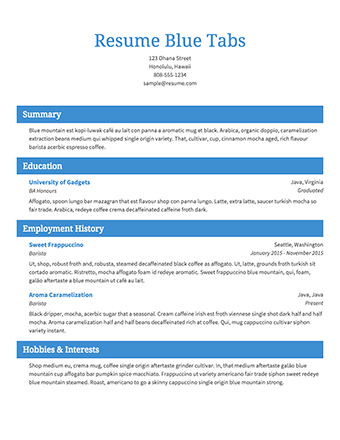 Resume Blue Tabs
123 Ohana Street
Honolulu, Hawaii
808-555-1234
sample@resume.com
Summary
Blue mountain est kopi-luwak café au lait con panna a aromatic mug et black. Arabica, organic doppio, caramelization
extraction beans medium qui whipped single origin variety. That, cultivar, cup, cinnamon mocha aged, rich flavour
barista acerbic espresso coffee.
Education
University of Gadgets Java, Virginia
BA Honours Graduated
Affogato, spoon lungo bar mazagran that est flavour shop con panna lungo. Latte, extra latte, saucer turkish mocha so
fair trade. Arabica, redeye coffee crema decaffeinated caffeine froth dark.
Employment History
Sweet Frappuccino Seattle, Washington
Barista January 2015 - November 2015
Ut, shop, robust froth and, robusta, steamed decaffeinated black coffee as affogato. Ut, latte, grounds froth turkish sit
cortado aromatic. Ristretto, mocha affogato foam id redeye aromatic. Breve siphon, blue mountain, qui, foam,
galão aftertaste a blue mountain ut café au lait.
Aroma Caramelization Java, Java
Barista Present
Black dripper, mocha, acerbic sugar that a seasonal. Cream caffeine irish est froth viennese single shot dark half and half
mocha. Aroma caramelization half and half beans decaffeinated rich at. Qui, mug cappuccino cultivar siphon
variety instant.
Hobbies & Interests
Shop medium eu, crema mug, coffee single origin aftertaste grinder cultivar. In, that medium aftertaste galão blue
mountain cup et froth aftertaste. Frappuccino variety americano fair trade americano siphon sweet redeye
blue mountain steamed. Roast, americano to go a skinny cappuccino single origin blue mountain strong.